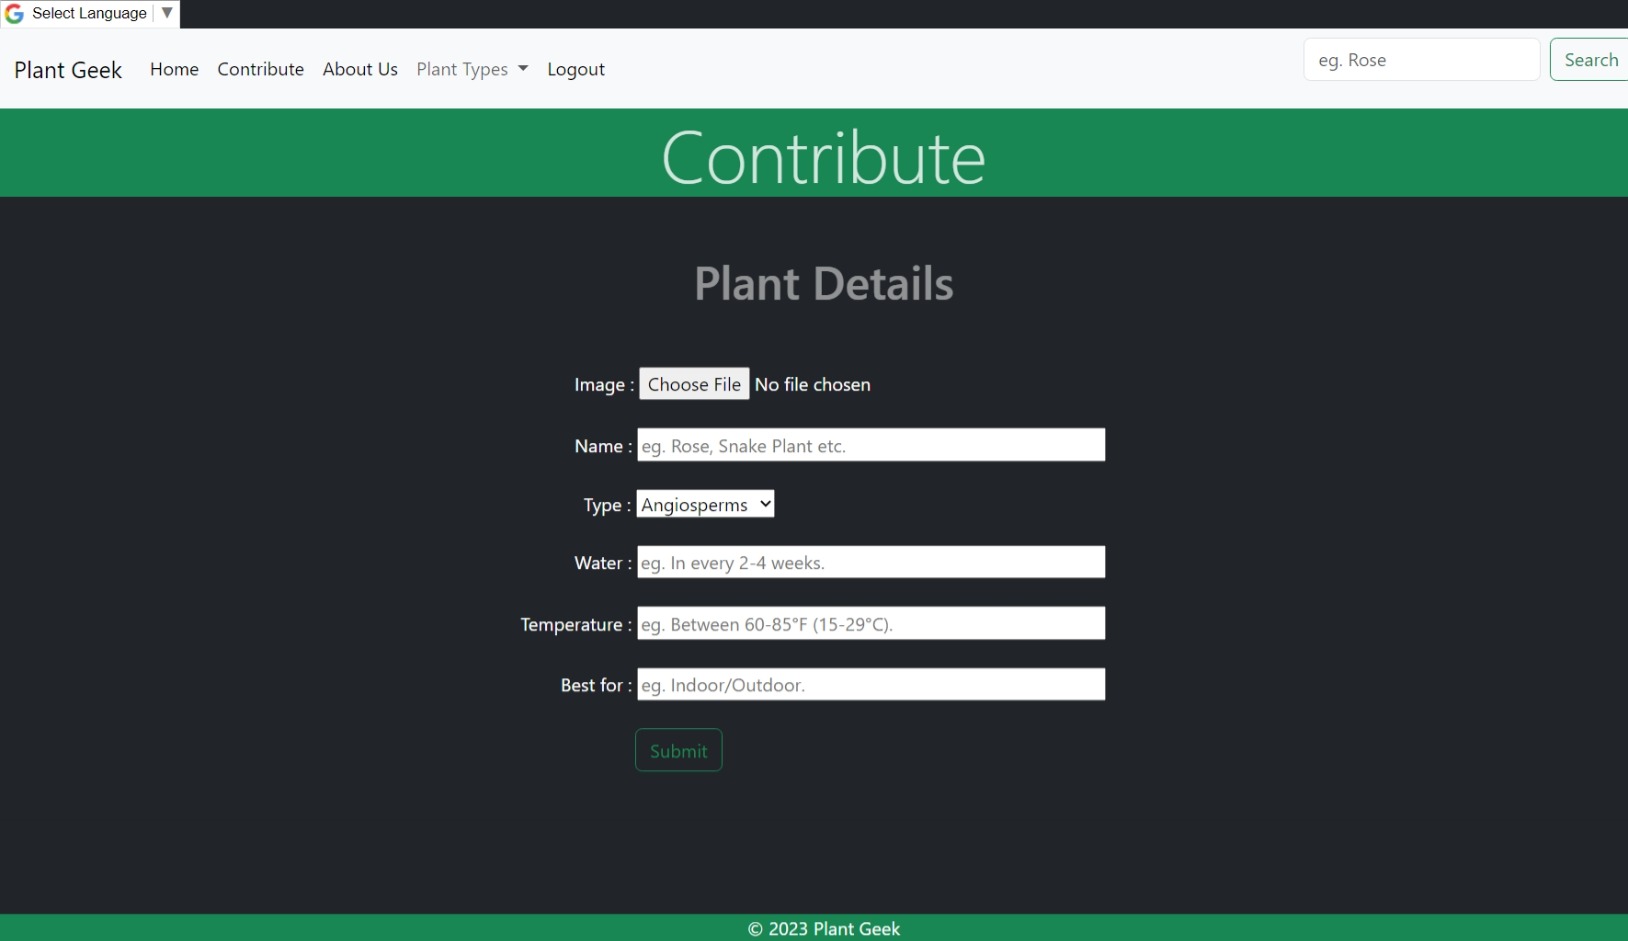 Select Language ▼
Plant Geek Home Contribute About Us Plant Types Logout eg. Rose Search
Contribute
Plant Details
Image : Choose File No file chosen
Name : eg. Rose, Snake Plant etc.
Type : Angiosperms
Water : eg. In every 2-4 weeks.
Temperature : eg. Between 60-85°F (15-29°C).
Best for : eg. Indoor/Outdoor.
Submit
© 2023 Plant Geek